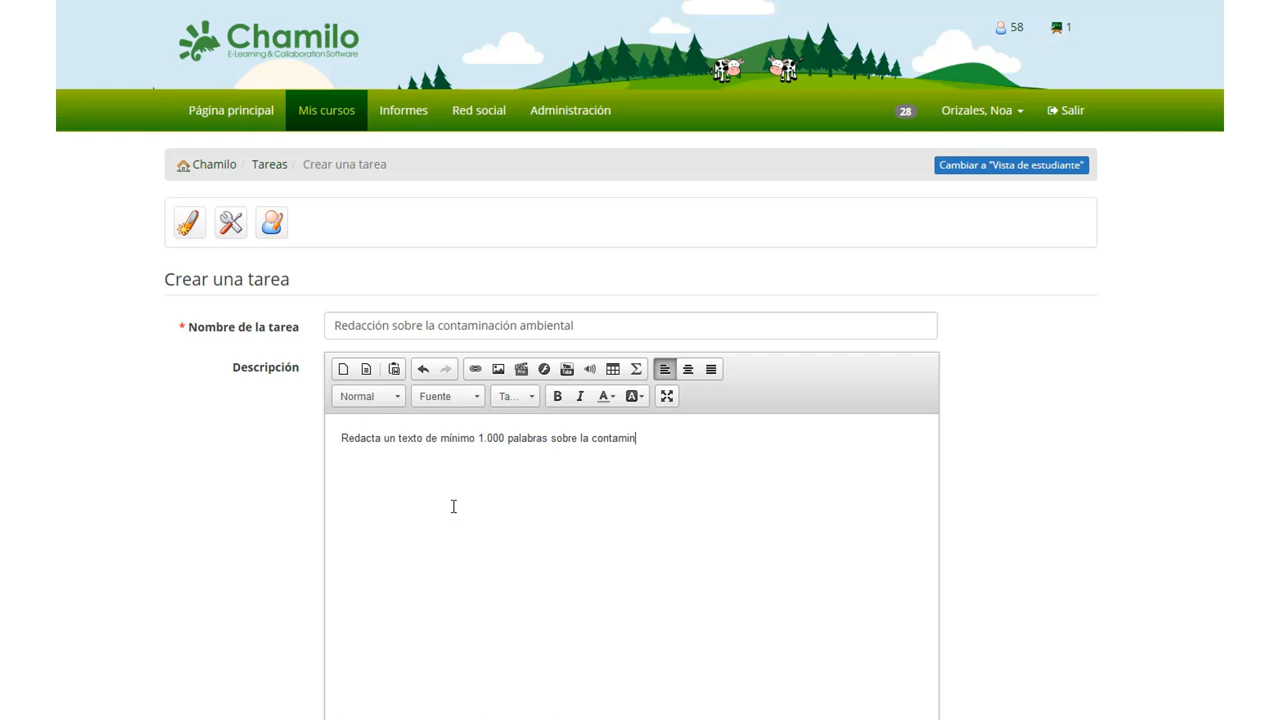 Chamilo
E-Learning & Collaboration Software
58
1
Página principal
Mis cursos
Informes
Red social
Administración
28
Orizales, Noa
Salir
Chamilo / Tareas / Crear una tarea
Cambiar a "Vista de estudiante"
Crear una tarea
* Nombre de la tarea
Redacción sobre la contaminación ambiental
Descripción
Normal
Fuente
Ta...
B
I
A
A
Redacta un texto de mínimo 1.000 palabras sobre la contamin